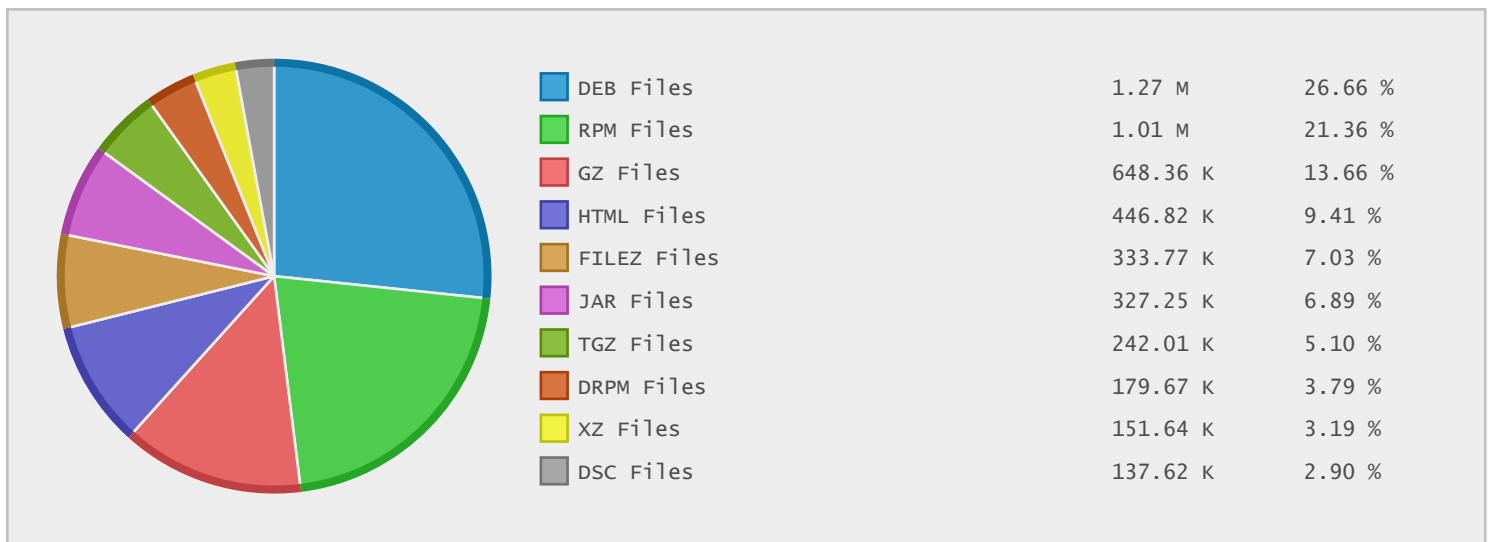 DEB Files 1.27 M 26.66 %
RPM Files 1.01 M 21.36 %
GZ Files 648.36 K 13.66 %
HTML Files 446.82 K 9.41 %
FILEZ Files 333.77 K 7.03 %
JAR Files 327.25 K 6.89 %
TGZ Files 242.01 K 5.10 %
DRPM Files 179.67 K 3.79 %
XZ Files 151.64 K 3.19 %
DSC Files 137.62 K 2.90 %